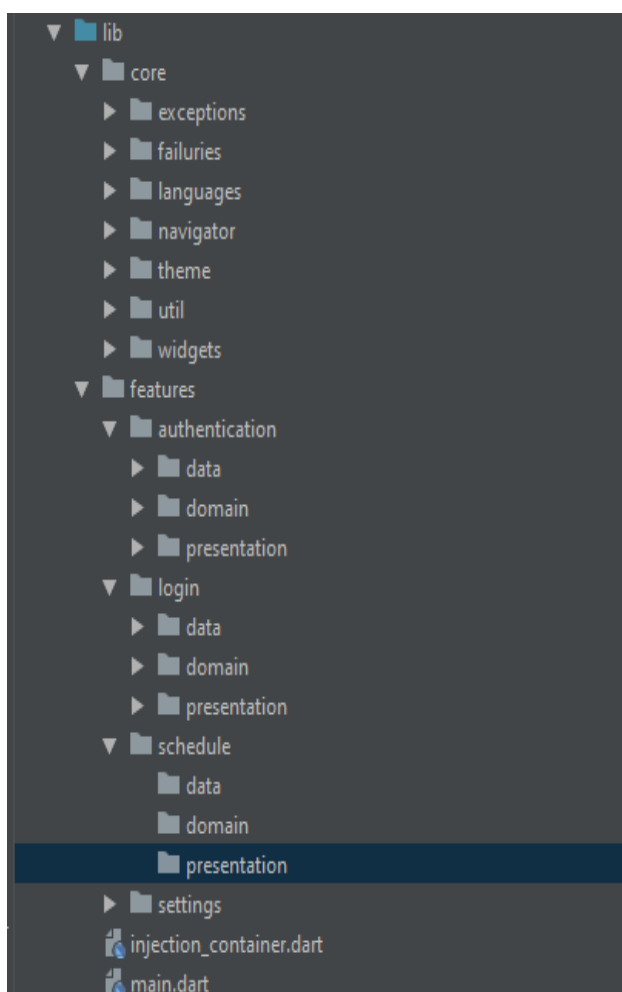 lib
core
exceptions
failuries
languages
navigator
theme
util
widgets
features
authentication
data
domain
presentation
login
data
domain
presentation
schedule
data
domain
presentation
settings
injection_container.dart
main.dart